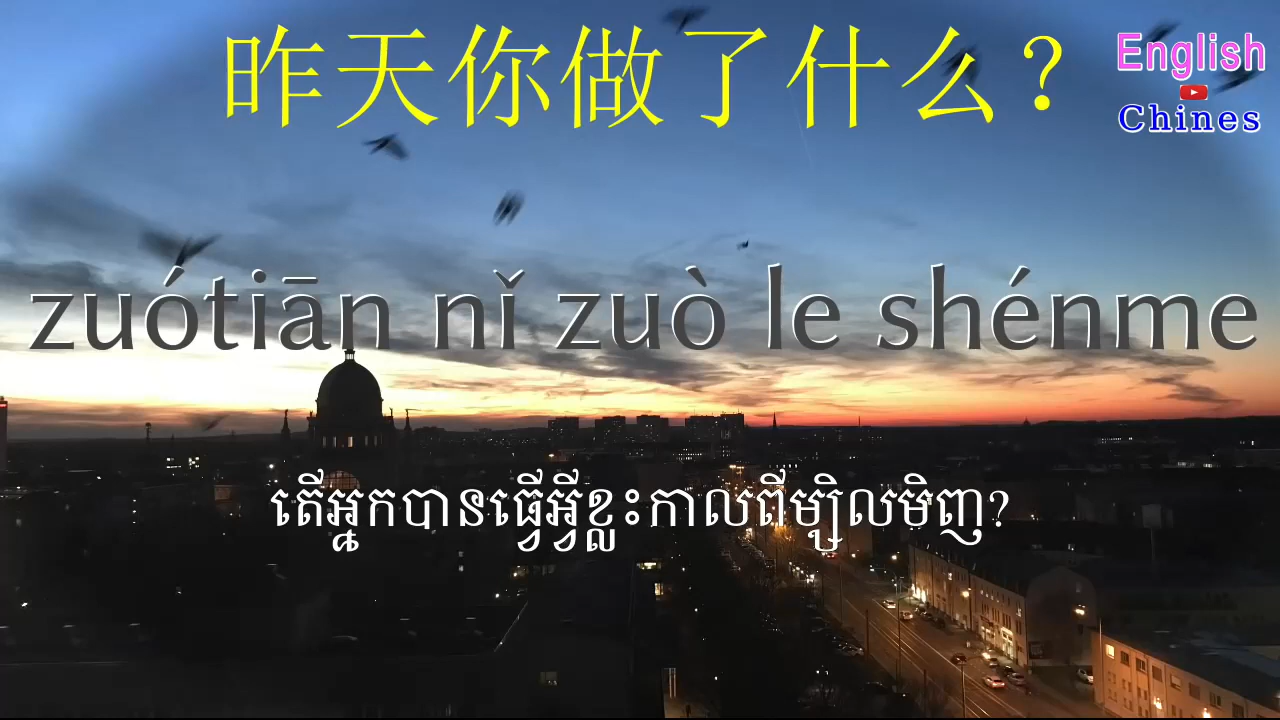 昨天你做了什么？
English
Chines
zuótiān nǐ zuò le shénme
តើអ្នកបានធ្វើអ្វីខ្លះកាលពីម្សិលមិញ?